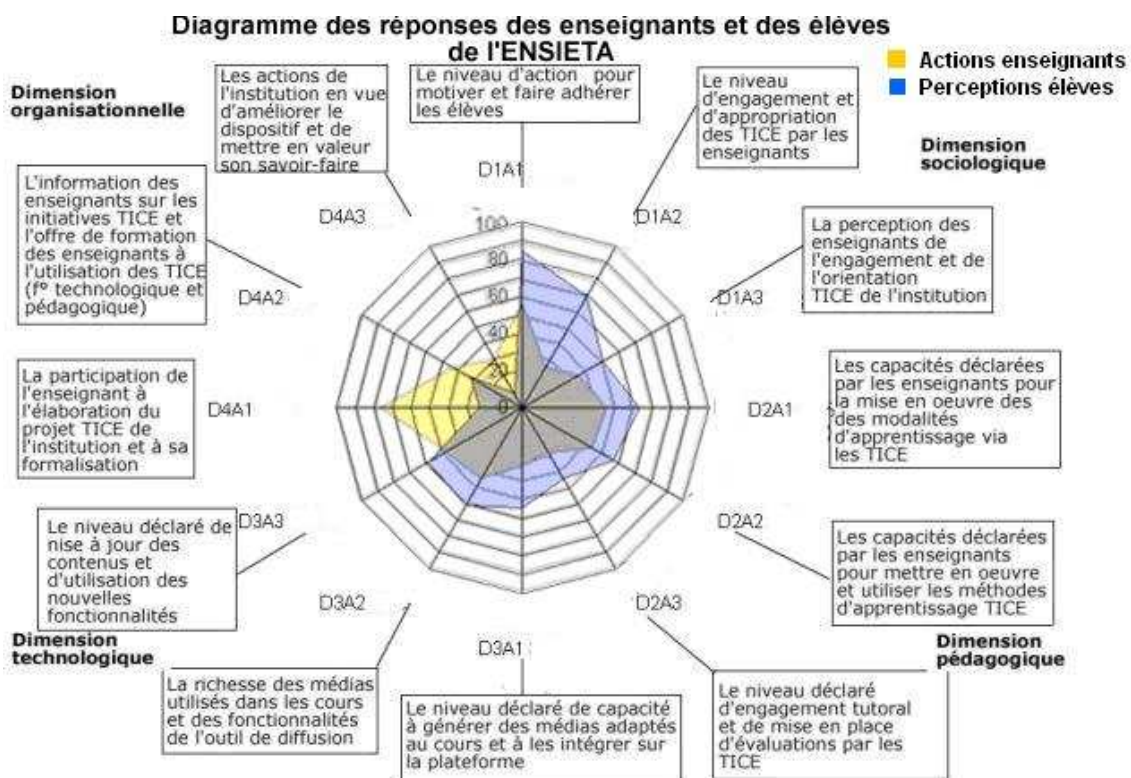 Diagramme des réponses des enseignants et des élèves
de l'ENSIETA
Actions enseignants
Perceptions élèves
Dimension
organisationnelle
Les actions de
l'institution en vue
d'améliorer le
dispositif et de
mettre en valeur
son savoir-faire
Le niveau d'action pour
motiver et faire adhérer
les élèves
Le niveau
d'engagement et
d'appropriation
des TICE par les
enseignants
Dimension
sociologique
L'information des
enseignants sur les
initiatives TICE et
l'offre de formation
des enseignants à
l'utilisation des TICE
(f° technologique et
pédagogique)
La perception des
enseignants de
l'engagement et de
l'orientation
TICE de l'institution
D1A1
D1A2
D1A3
D2A1
D2A2
D2A3
D3A1
D3A2
D3A3
D4A1
D4A2
D4A3
100
80
60
40
20
0
La participation de
l'enseignant à
l'élaboration du
projet TICE de
l'institution et à sa
formalisation
Les capacités déclarées
par les enseignants pour
la mise en oeuvre des
des modalités
d'apprentissage via
les TICE
Le niveau déclaré de
nise à jour des
contenus et
d'utilisation des
nouvelles
fonctionnalités
Les capacités déclarées
par les enseignants
pour mettre en oeuvre
et utiliser les méthodes
d'apprentissage TICE
Dimension
technologique
Dimension
pédagogique
La richesse des médias
utilisés dans les cours
et des fonctionnalités
de l'outil de diffusion
Le niveau déclaré de capacité
à générer des médias adaptés
au cours et à les intégrer sur
la plateforme
Le niveau déclaré
d'engagement tutoral
et de mise en place
d'évaluations par les
TICE